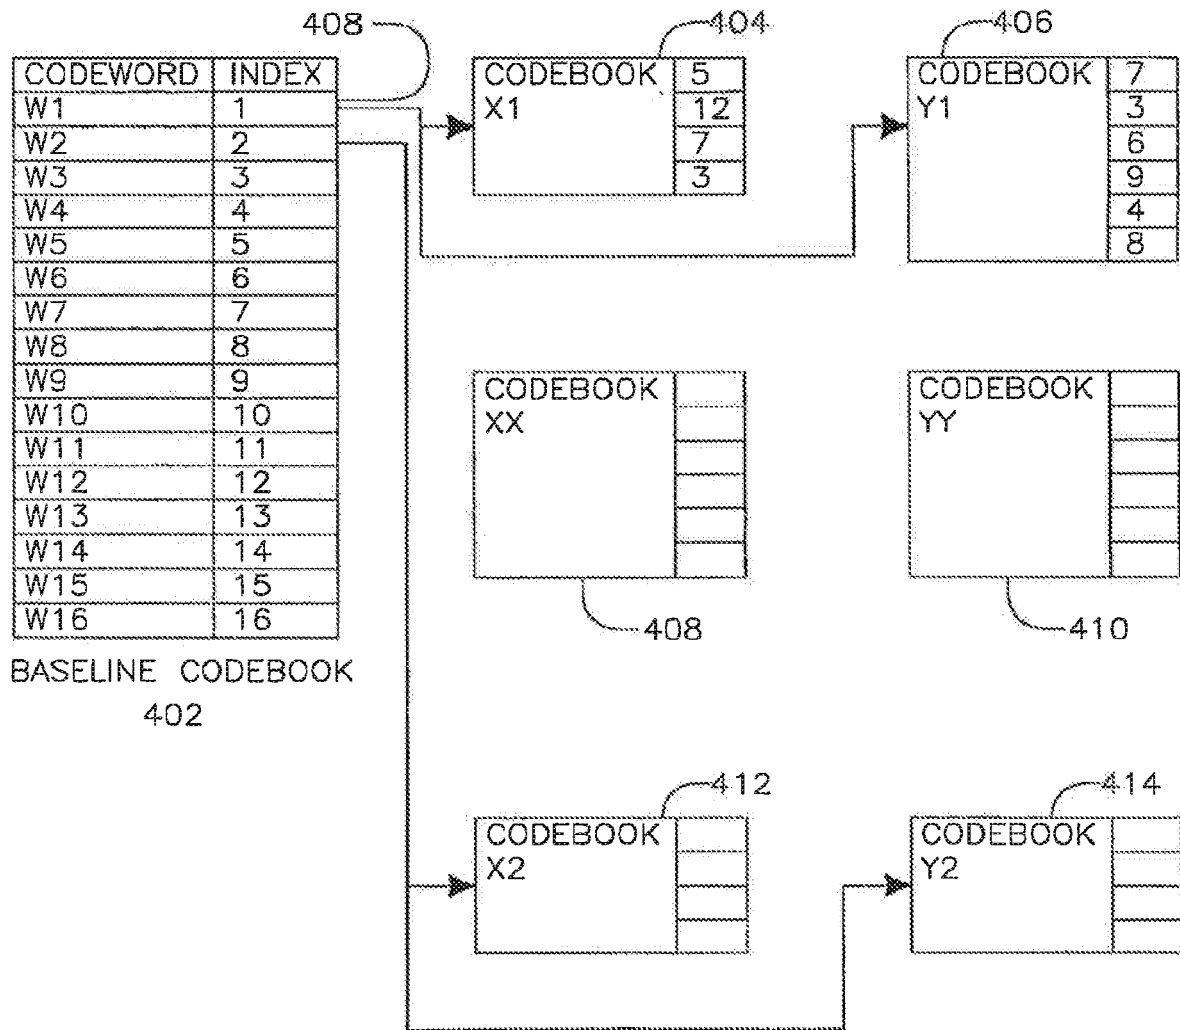 408
404
406
CODEWORD INDEX
W1 1
W2 2
W3 3
W4 4
W5 5
W6 6
W7 7
W8 8
W9 9
W10 10
W11 11
W12 12
W13 13
W14 14
W15 15
W16 16
BASELINE CODEBOOK
402
CODEBOOK 5
X1 12
7
3
CODEBOOK 7
Y1 3
6
9
4
8
CODEBOOK
XX
408
CODEBOOK
YY
410
412
CODEBOOK
X2
414
CODEBOOK
Y2